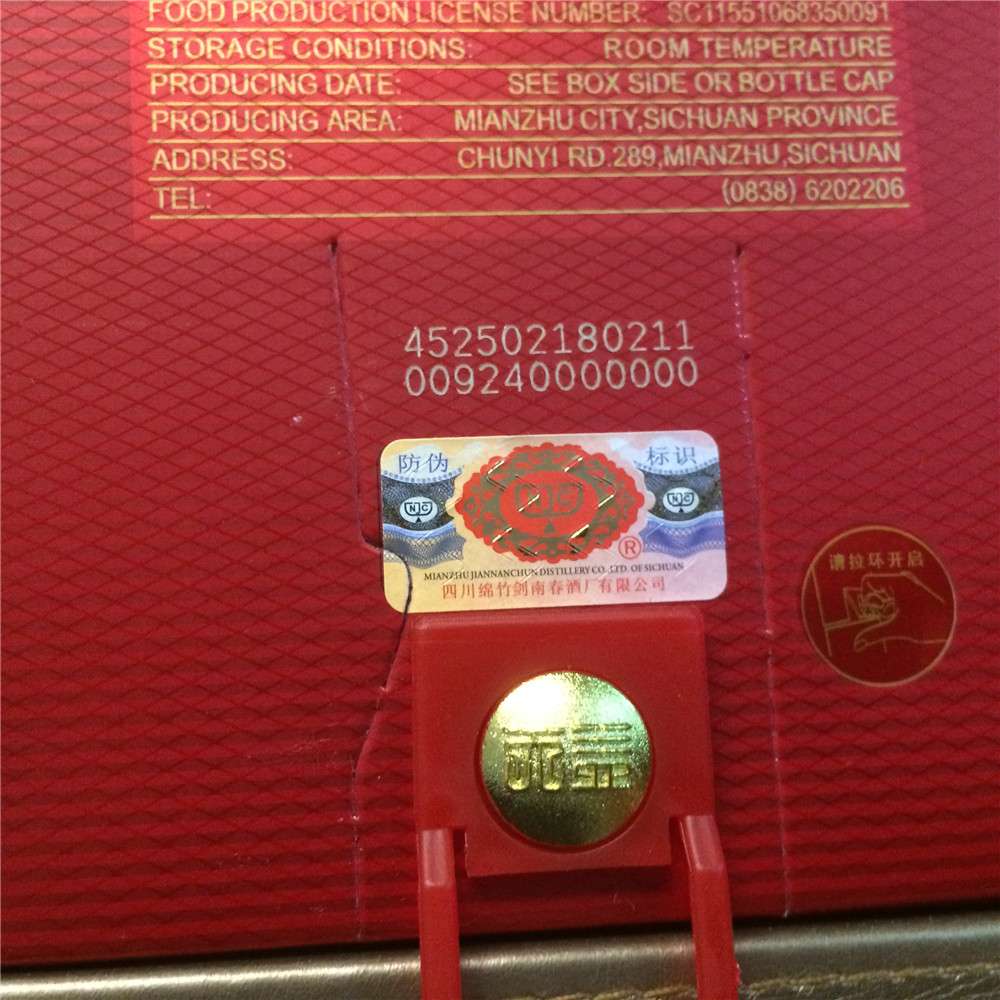 FOOD PRODUCTION LICENSE NUMBER: SC11551068350091
STORAGE CONDITIONS: ROOM TEMPERATURE
PRODUCING DATE: SEE BOX SIDE OR BOTTLE CAP
PRODUCING AREA: MIANZHU CITY,SICHUAN PROVINCE
ADDRESS: CHUNYI RD.289,MIANZHU,SICHUAN
TEL: (0838) 6202206
452502180211
009240000000
防伪 标识
NJC NJC NJC
®
MIANZHU JIANNANCHUN DISTILLERY CO.,LTD. OF SICHUAN
四川绵竹剑南春酒厂有限公司
请拉环开启